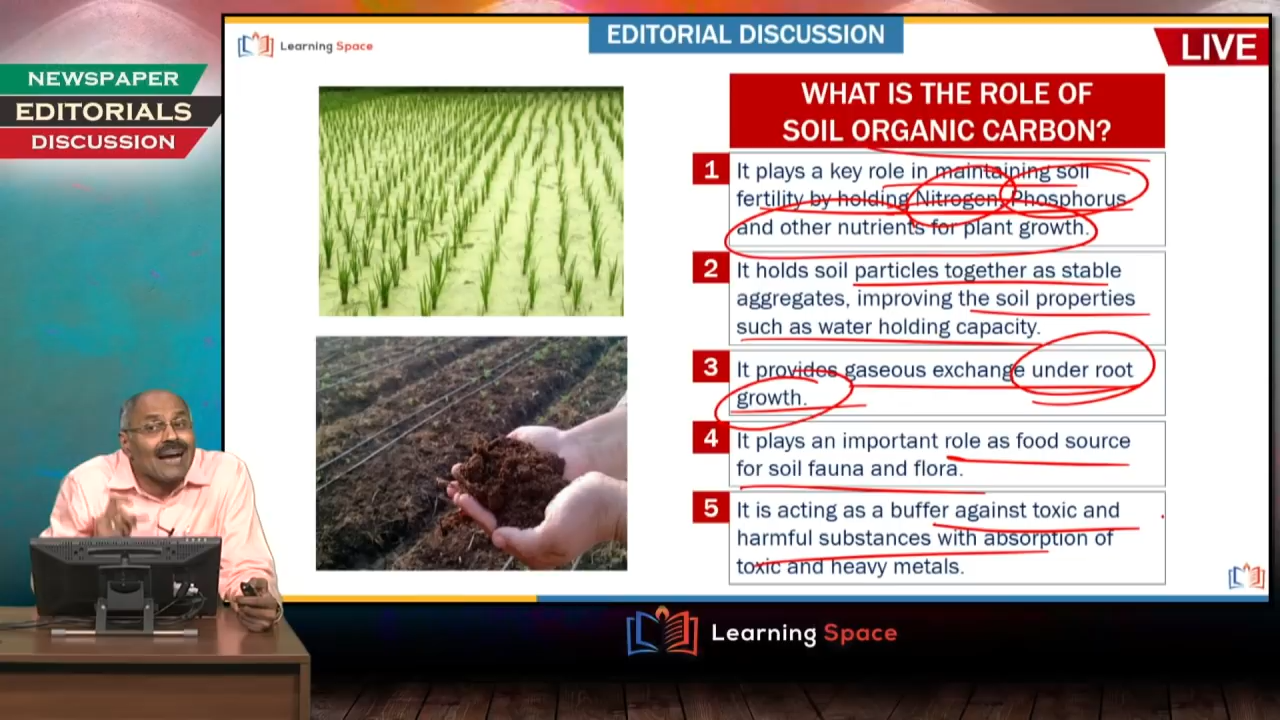 EDITORIAL DISCUSSION
LIVE
Learning Space
NEWSPAPER
EDITORIALS
DISCUSSION
WHAT IS THE ROLE OF
SOIL ORGANIC CARBON?
1
It plays a key role in maintaining soil
fertility by holding Nitrogen, Phosphorus
and other nutrients for plant growth.
2
It holds soil particles together as stable
aggregates, improving the soil properties
such as water holding capacity.
3
It provides gaseous exchange under root
growth.
4
It plays an important role as food source
for soil fauna and flora.
5
It is acting as a buffer against toxic and
harmful substances with absorption of
toxic and heavy metals.
Learning Space